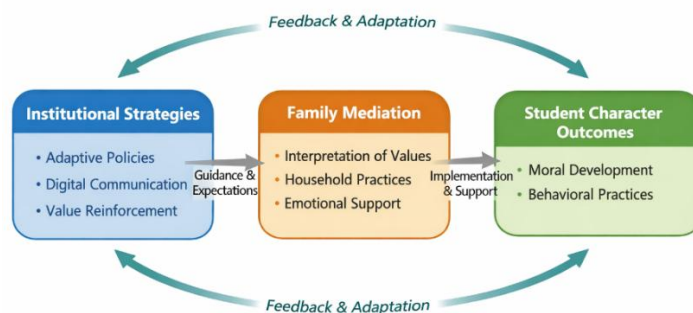 Feedback & Adaptation
Institutional Strategies
• Adaptive Policies
• Digital Communication
• Value Reinforcement
Guidance &
Expectations
Family Mediation
• Interpretation of Values
• Household Practices
• Emotional Support
Implementation
& Support
Student Character
Outcomes
• Moral Development
• Behavioral Practices
Feedback & Adaptation